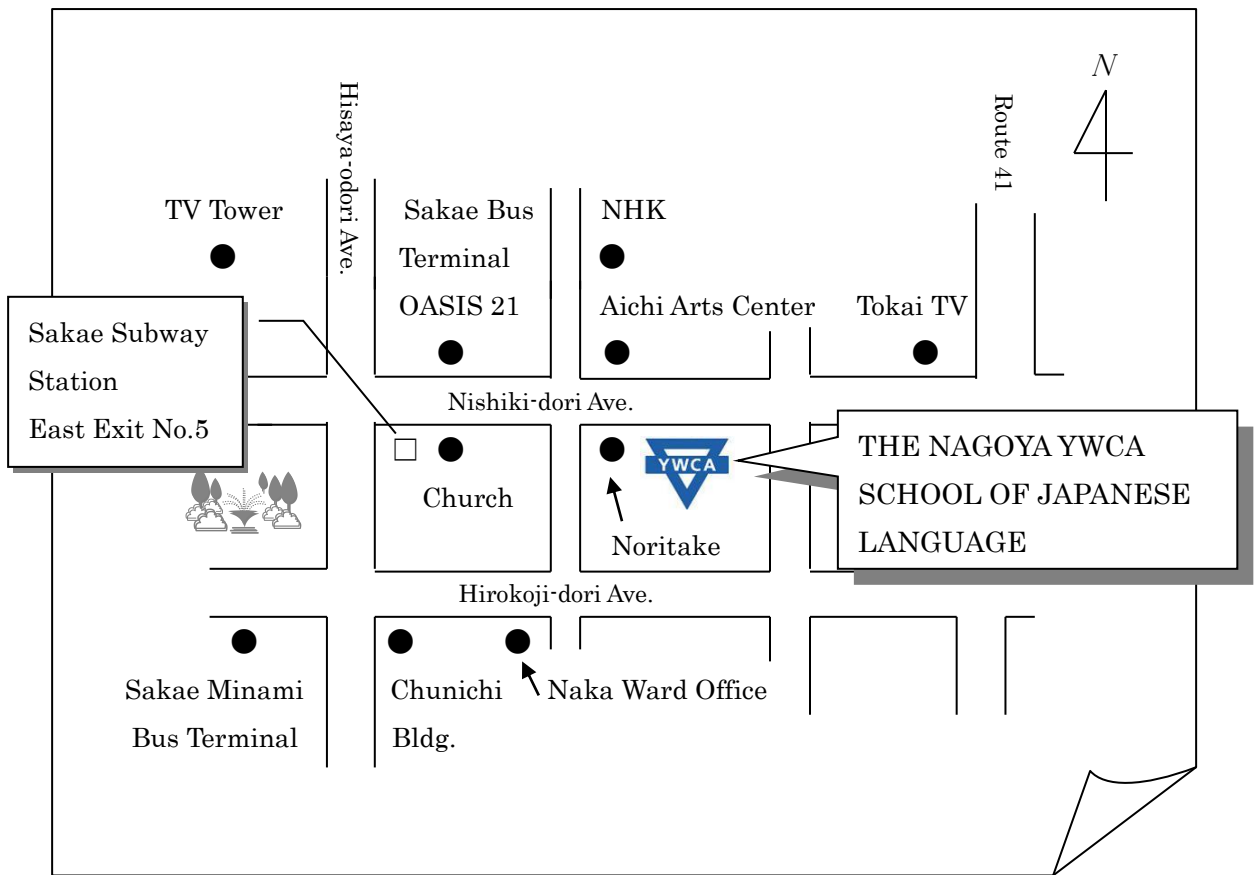 N
Hisaya-odori Ave.
Route 41
TV Tower
Sakae Bus
Terminal
OASIS 21
NHK
Aichi Arts Center
Tokai TV
Sakae Subway
Station
East Exit No.5
Nishiki-dori Ave.
Church
Noritake
YWCA
THE NAGOYA YWCA
SCHOOL OF JAPANESE
LANGUAGE
Hirokoji-dori Ave.
Sakae Minami
Bus Terminal
Chunichi
Bldg.
Naka Ward Office